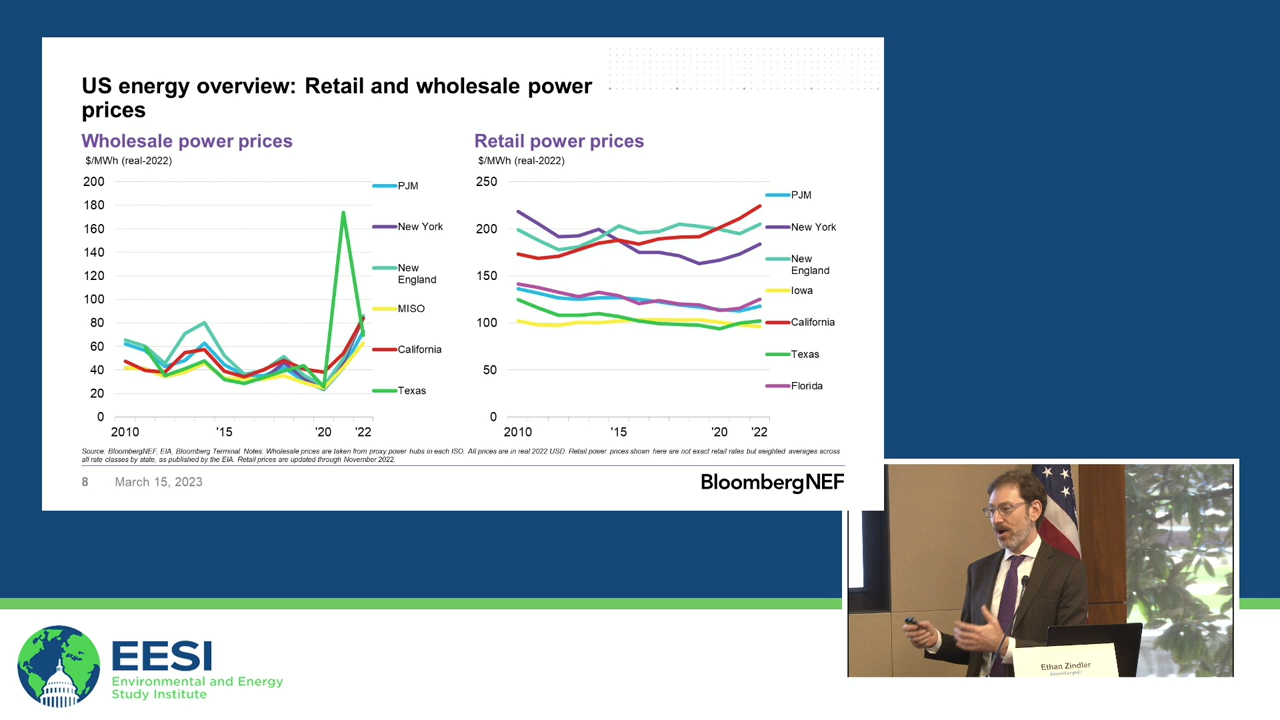 US energy overview: Retail and wholesale power
prices
Wholesale power prices
$/MWh (real-2022)
200
180
160
140
120
100
80
60
40
20
0
2010
'15
'20
'22
PJM
New York
New
England
MISO
California
Texas
Retail power prices
$/MWh (real-2022)
250
200
150
100
50
0
2010
'15
'20
'22
PJM
New York
New
England
Iowa
California
Texas
Florida
Source: BloombergNEF, EIA, Bloomberg Terminal Notes. Wholesale prices are taken from proxy power hubs in each ISO. All prices are in real 2022 USD. Retail power prices shown here are not exact retail rates but weighted averages across
all rate classes by state, as published by the EIA. Retail prices are updated through November 2022.
8 March 15, 2023
BloombergNEF
Ethan Zindler
BloombergNEF
EESI
Environmental and Energy
Study Institute